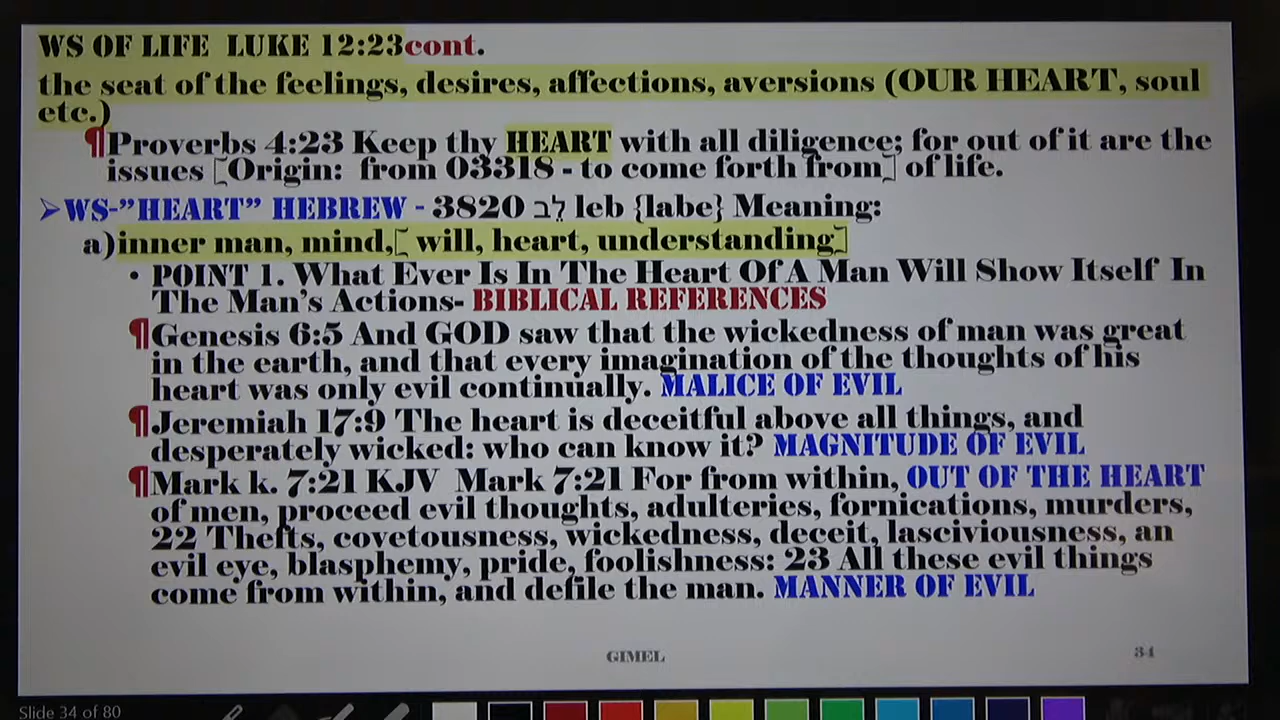 WS OF LIFE LUKE 12:23cont.
the seat of the feelings, desires, affections, aversions (OUR HEART, soul
etc.)
¶Proverbs 4:23 Keep thy HEART with all diligence; for out of it are the
issues [Origin: from 03318 - to come forth from] of life.
➢WS-”HEART” HEBREW - 3820 לֵב leb {labe} Meaning:
a)inner man, mind,[ will, heart, understanding]
• POINT 1. What Ever Is In The Heart Of A Man Will Show Itself In
The Man’s Actions- BIBLICAL REFERENCES
¶Genesis 6:5 And GOD saw that the wickedness of man was great
in the earth, and that every imagination of the thoughts of his
heart was only evil continually. MALICE OF EVIL
¶Jeremiah 17:9 The heart is deceitful above all things, and
desperately wicked: who can know it? MAGNITUDE OF EVIL
¶Mark k. 7:21 KJV Mark 7:21 For from within, OUT OF THE HEART
of men, proceed evil thoughts, adulteries, fornications, murders,
22 Thefts, covetousness, wickedness, deceit, lasciviousness, an
evil eye, blasphemy, pride, foolishness: 23 All these evil things
come from within, and defile the man. MANNER OF EVIL
GIMEL 34
Slide 34 of 80